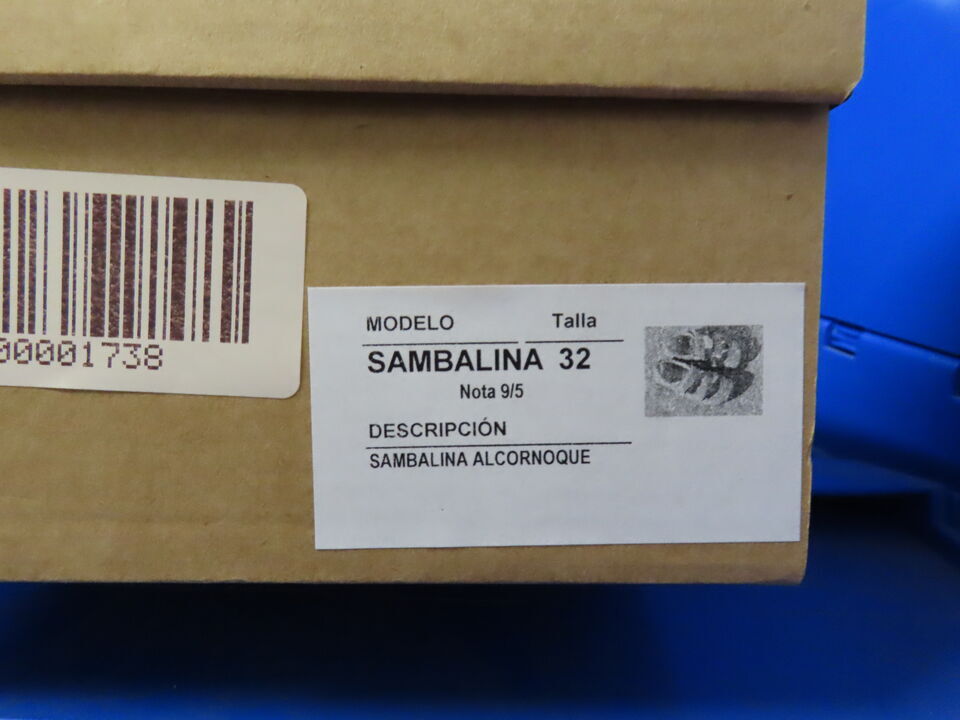 00001738
MODELO Talla
SAMBALINA 32
Nota 9/5
DESCRIPCIÓN
SAMBALINA ALCORNOQUE